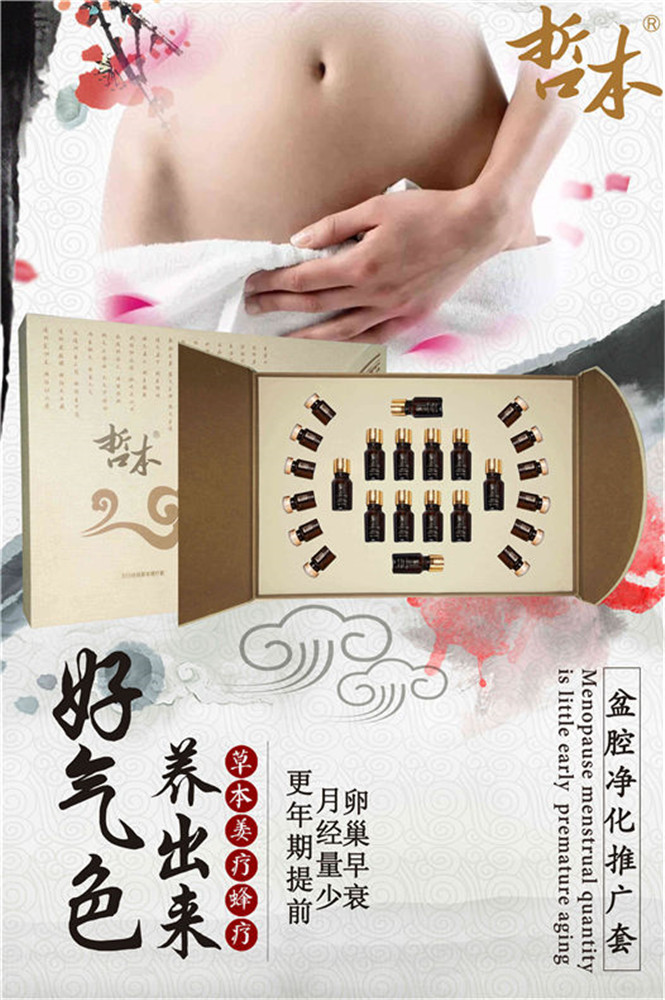 哲本®
哲本®
盆腔净化推广套
Menopause menstrual quantity
is little early premature aging
卵巢早衰
月经量少
更年期提前
草本姜疗蜂疗
好气色
养出来